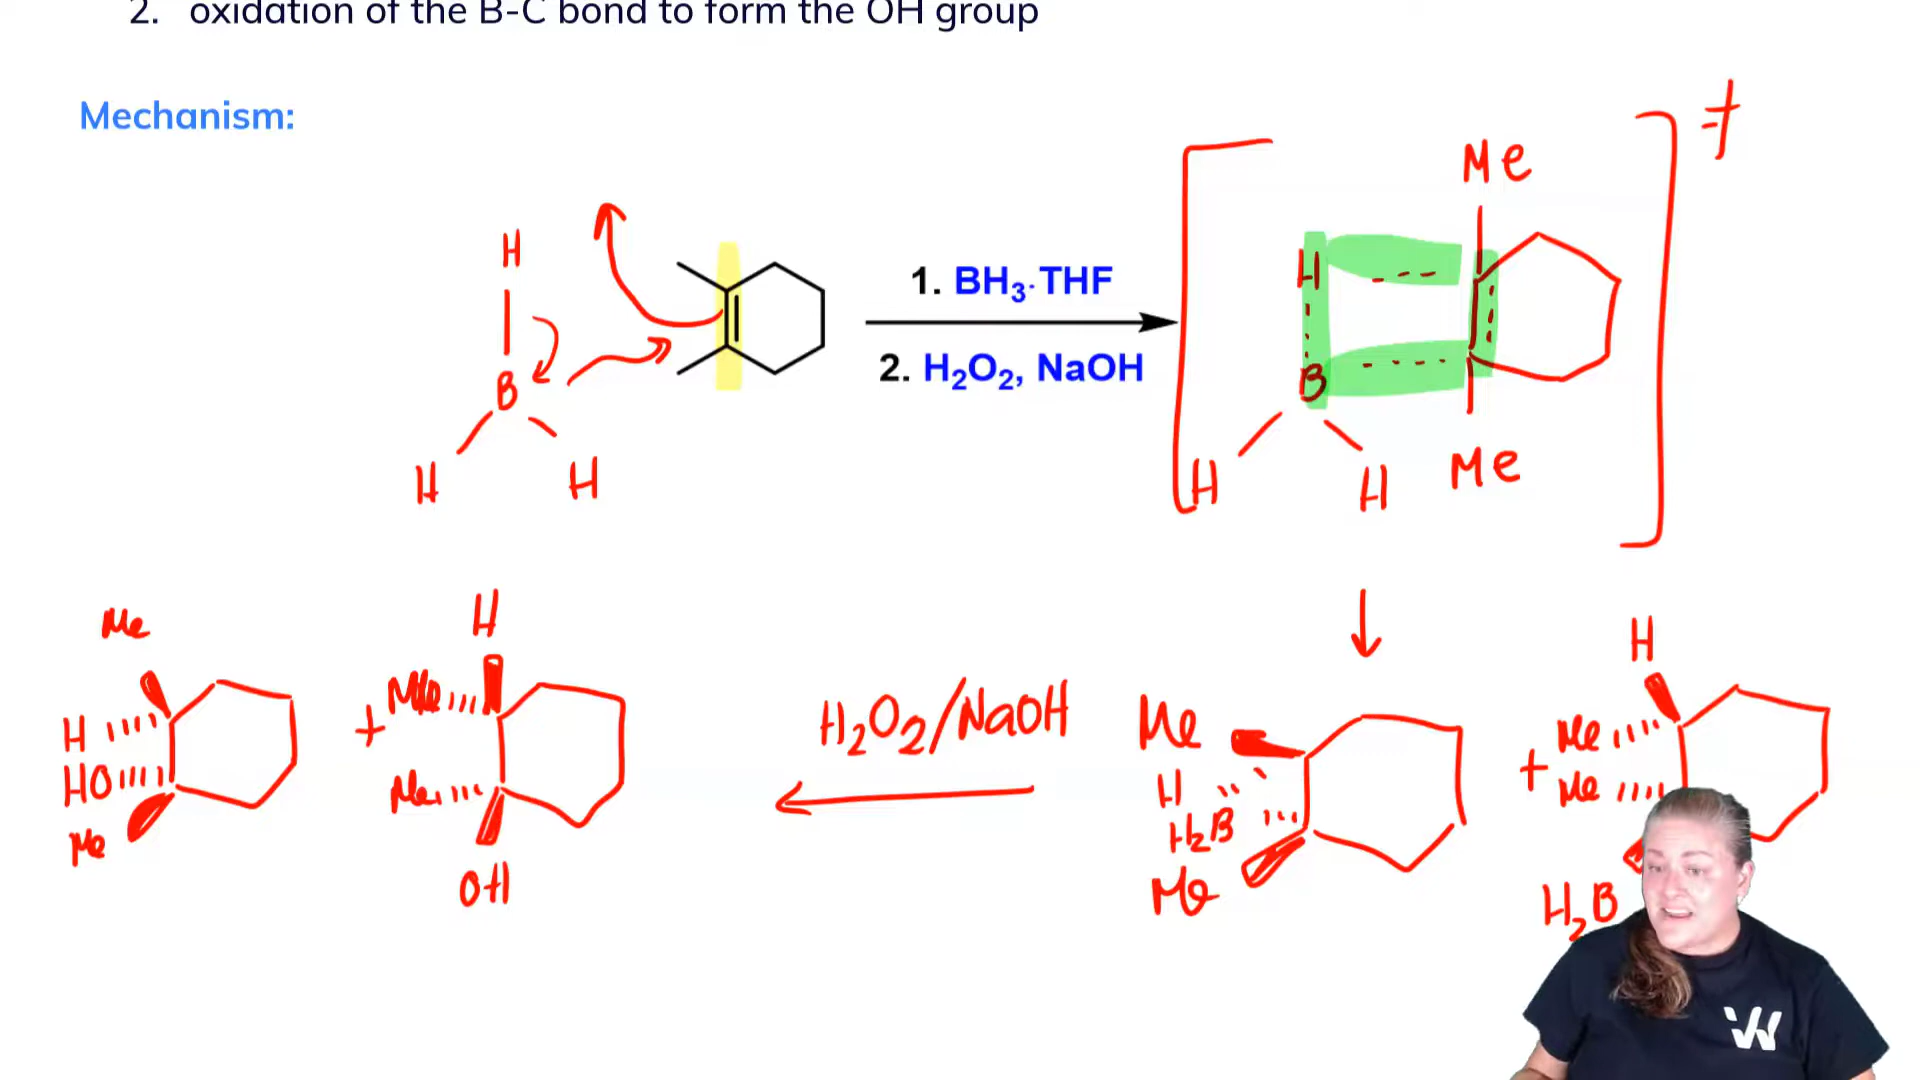 2. oxidation of the B-C bond to form the OH group
Mechanism:
H
B
H H
1. BH₃·THF
2. H₂O₂, NaOH
Me
H
B
H H
Me
≠
Me
H
HO
Me
+
H
Me
Me
OH
H₂O₂/NaOH
Me
H
H₂B
Me
+
H
Me
Me
H₂B
W